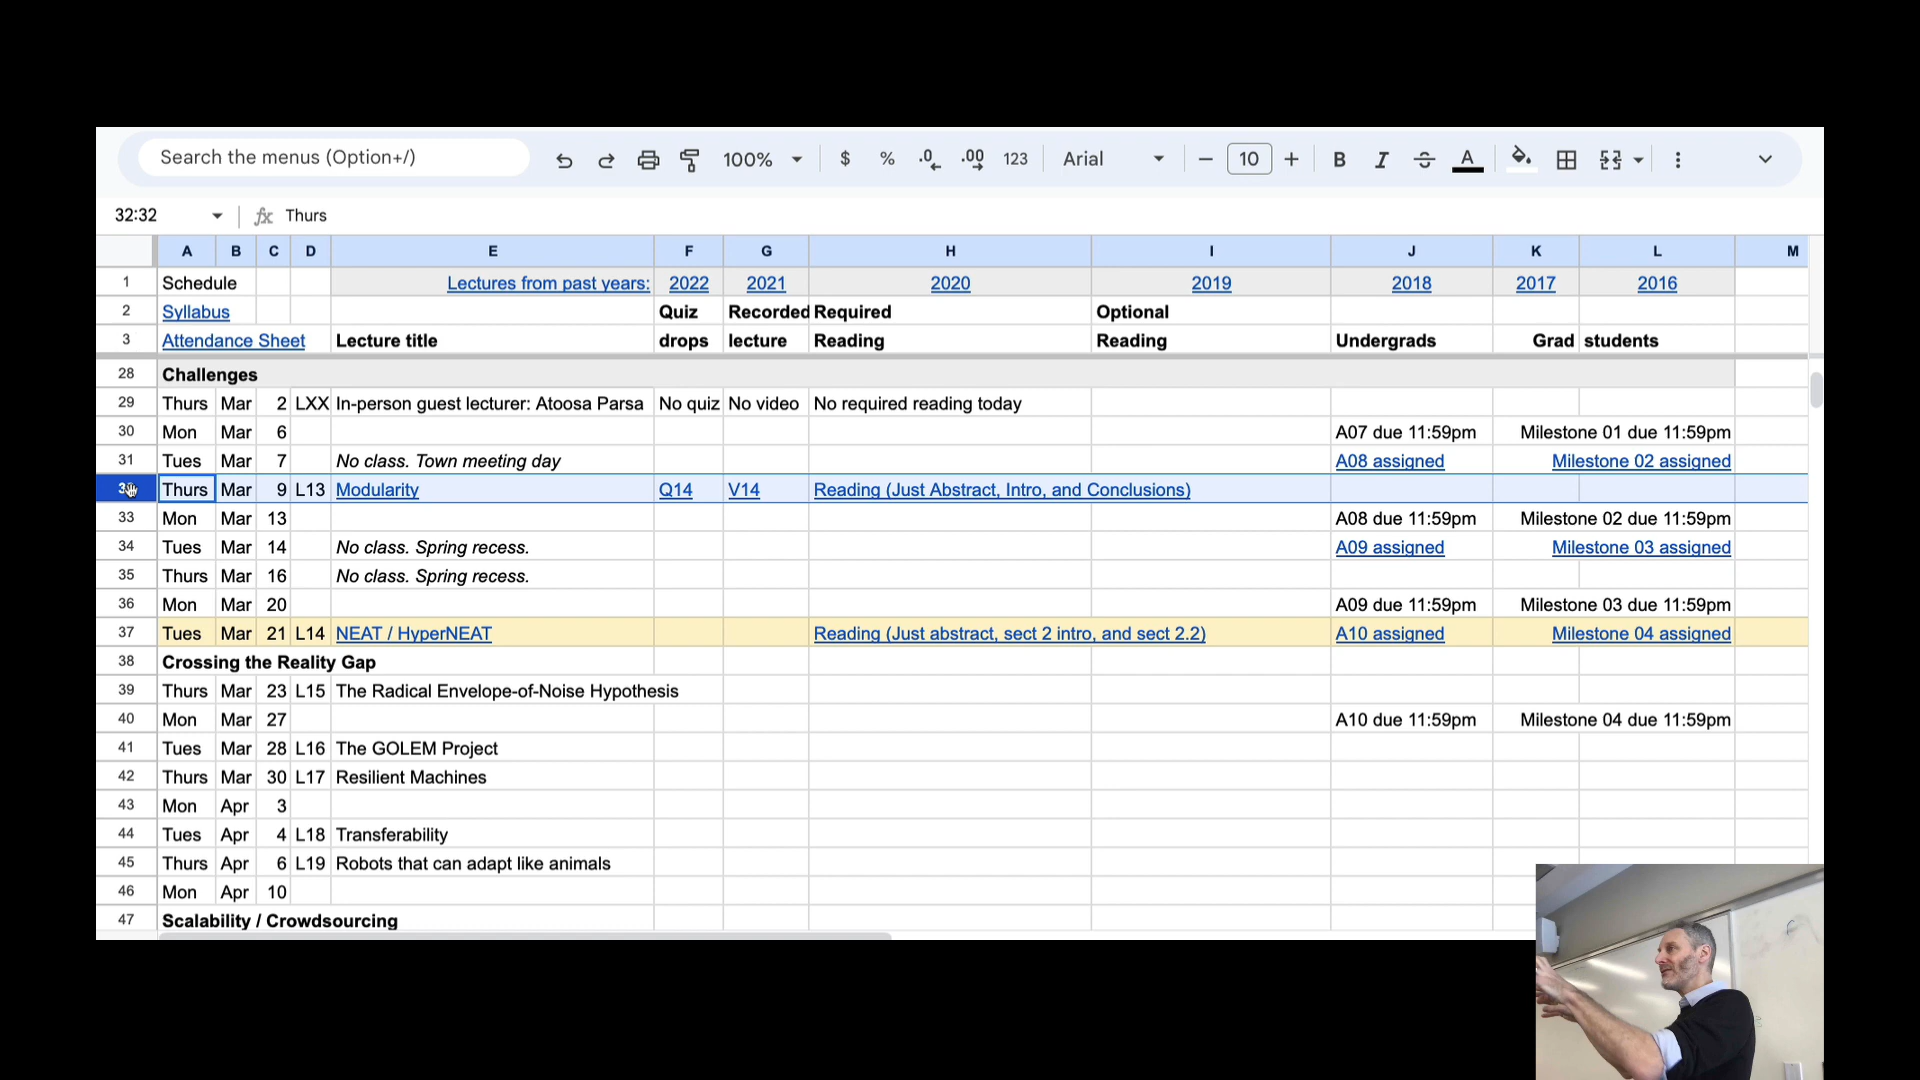 Search the menus (Option+/) 100% $ % .0 .00 123 Arial 10 B I A
32:32 fx Thurs
A B C D E F G H I J K L M
1 Schedule Lectures from past years: 2022 2021 2020 2019 2018 2017 2016
2 Syllabus Quiz Recorded Required Optional
3 Attendance Sheet Lecture title drops lecture Reading Reading Undergrads Grad students
28 Challenges
29 Thurs Mar 2 LXX In-person guest lecturer: Atoosa Parsa No quiz No video No required reading today
30 Mon Mar 6 A07 due 11:59pm Milestone 01 due 11:59pm
31 Tues Mar 7 No class. Town meeting day A08 assigned Milestone 02 assigned
Thurs Mar 9 L13 Modularity Q14 V14 Reading (Just Abstract, Intro, and Conclusions)
33 Mon Mar 13 A08 due 11:59pm Milestone 02 due 11:59pm
34 Tues Mar 14 No class. Spring recess. A09 assigned Milestone 03 assigned
35 Thurs Mar 16 No class. Spring recess.
36 Mon Mar 20 A09 due 11:59pm Milestone 03 due 11:59pm
37 Tues Mar 21 L14 NEAT / HyperNEAT Reading (Just abstract, sect 2 intro, and sect 2.2) A10 assigned Milestone 04 assigned
38 Crossing the Reality Gap
39 Thurs Mar 23 L15 The Radical Envelope-of-Noise Hypothesis
40 Mon Mar 27 A10 due 11:59pm Milestone 04 due 11:59pm
41 Tues Mar 28 L16 The GOLEM Project
42 Thurs Mar 30 L17 Resilient Machines
43 Mon Apr 3
44 Tues Apr 4 L18 Transferability
45 Thurs Apr 6 L19 Robots that can adapt like animals
46 Mon Apr 10
47 Scalability / Crowdsourcing